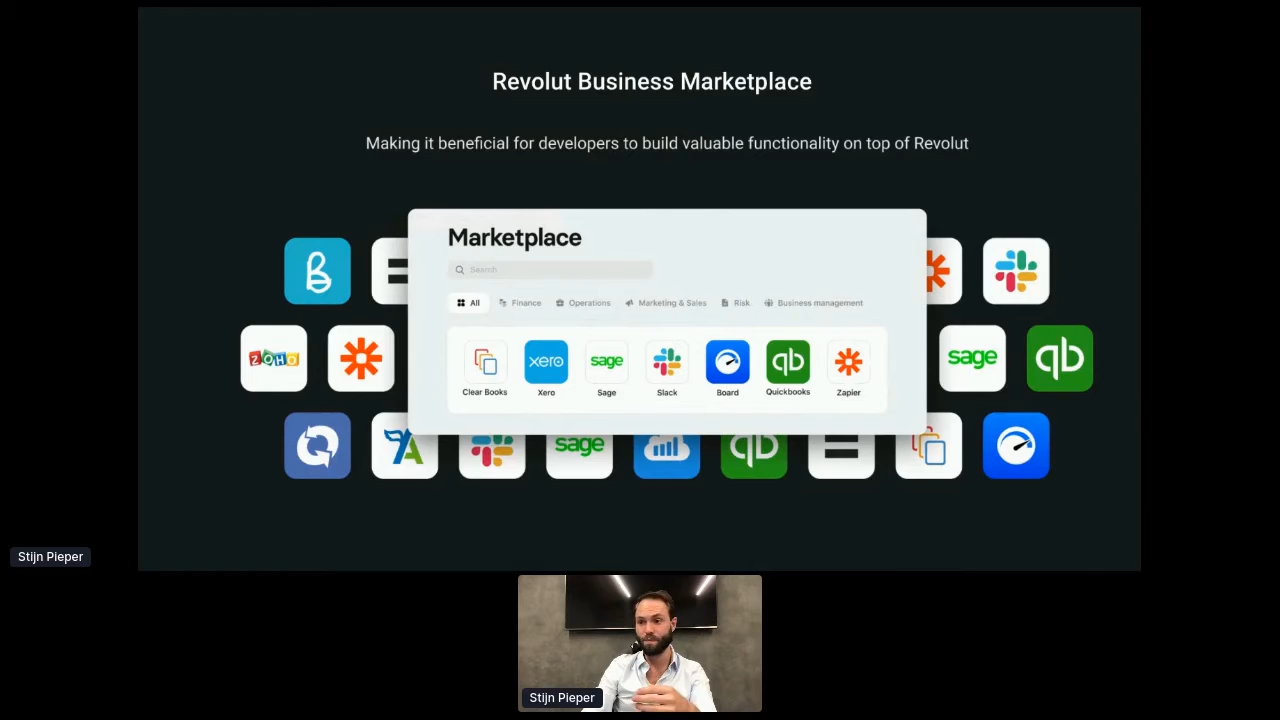 Revolut Business Marketplace
Making it beneficial for developers to build valuable functionality on top of Revolut
Marketplace
Search
All Finance Operations Marketing & Sales Risk Business management
ZOHO
xero
sage
qb
sage
qb
Clear Books Xero Sage Slack Board Quickbooks Zapier
sage
qb
Stijn Pieper
Stijn Pieper